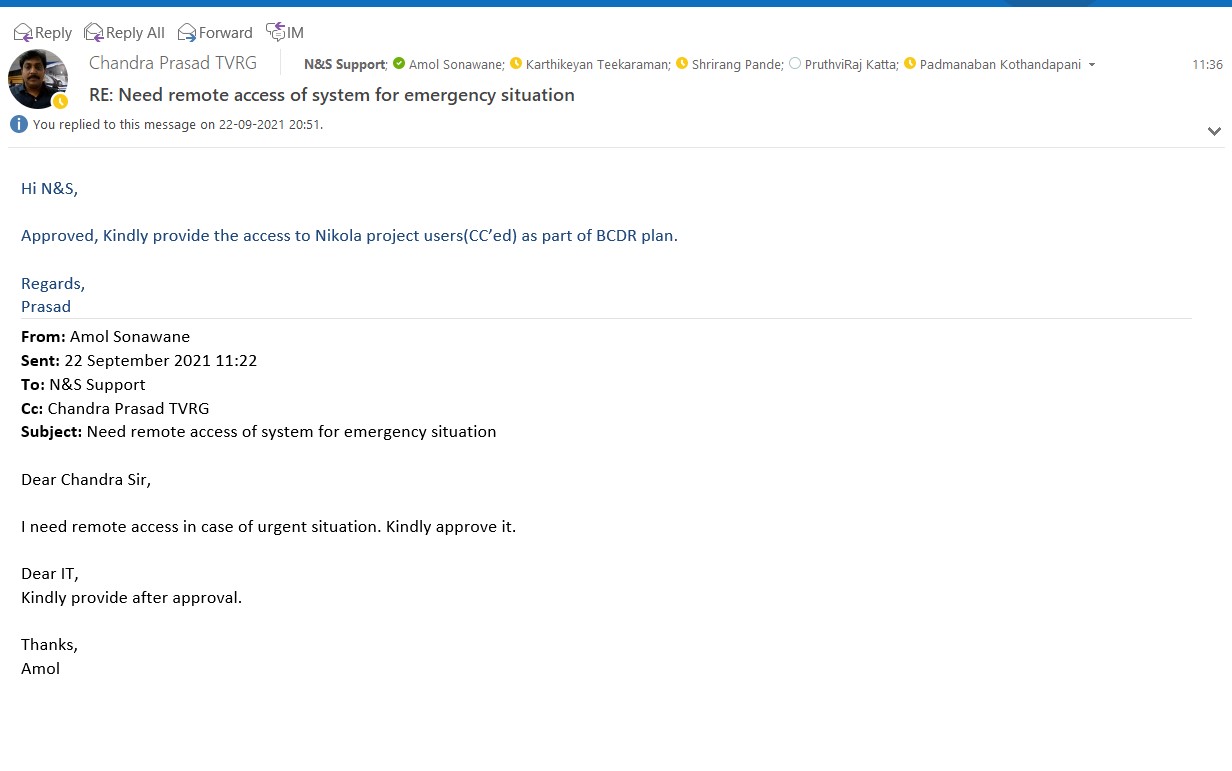 Reply Reply All Forward IM
Chandra Prasad TVRG N&S Support; Amol Sonawane; Karthikeyan Teekaraman; Shrirang Pande; PruthviRaj Katta; Padmanaban Kothandapani 11:36
RE: Need remote access of system for emergency situation
You replied to this message on 22-09-2021 20:51.
Hi N&S,
Approved, Kindly provide the access to Nikola project users(CC’ed) as part of BCDR plan.
Regards,
Prasad
From: Amol Sonawane
Sent: 22 September 2021 11:22
To: N&S Support
Cc: Chandra Prasad TVRG
Subject: Need remote access of system for emergency situation
Dear Chandra Sir,
I need remote access in case of urgent situation. Kindly approve it.
Dear IT,
Kindly provide after approval.
Thanks,
Amol